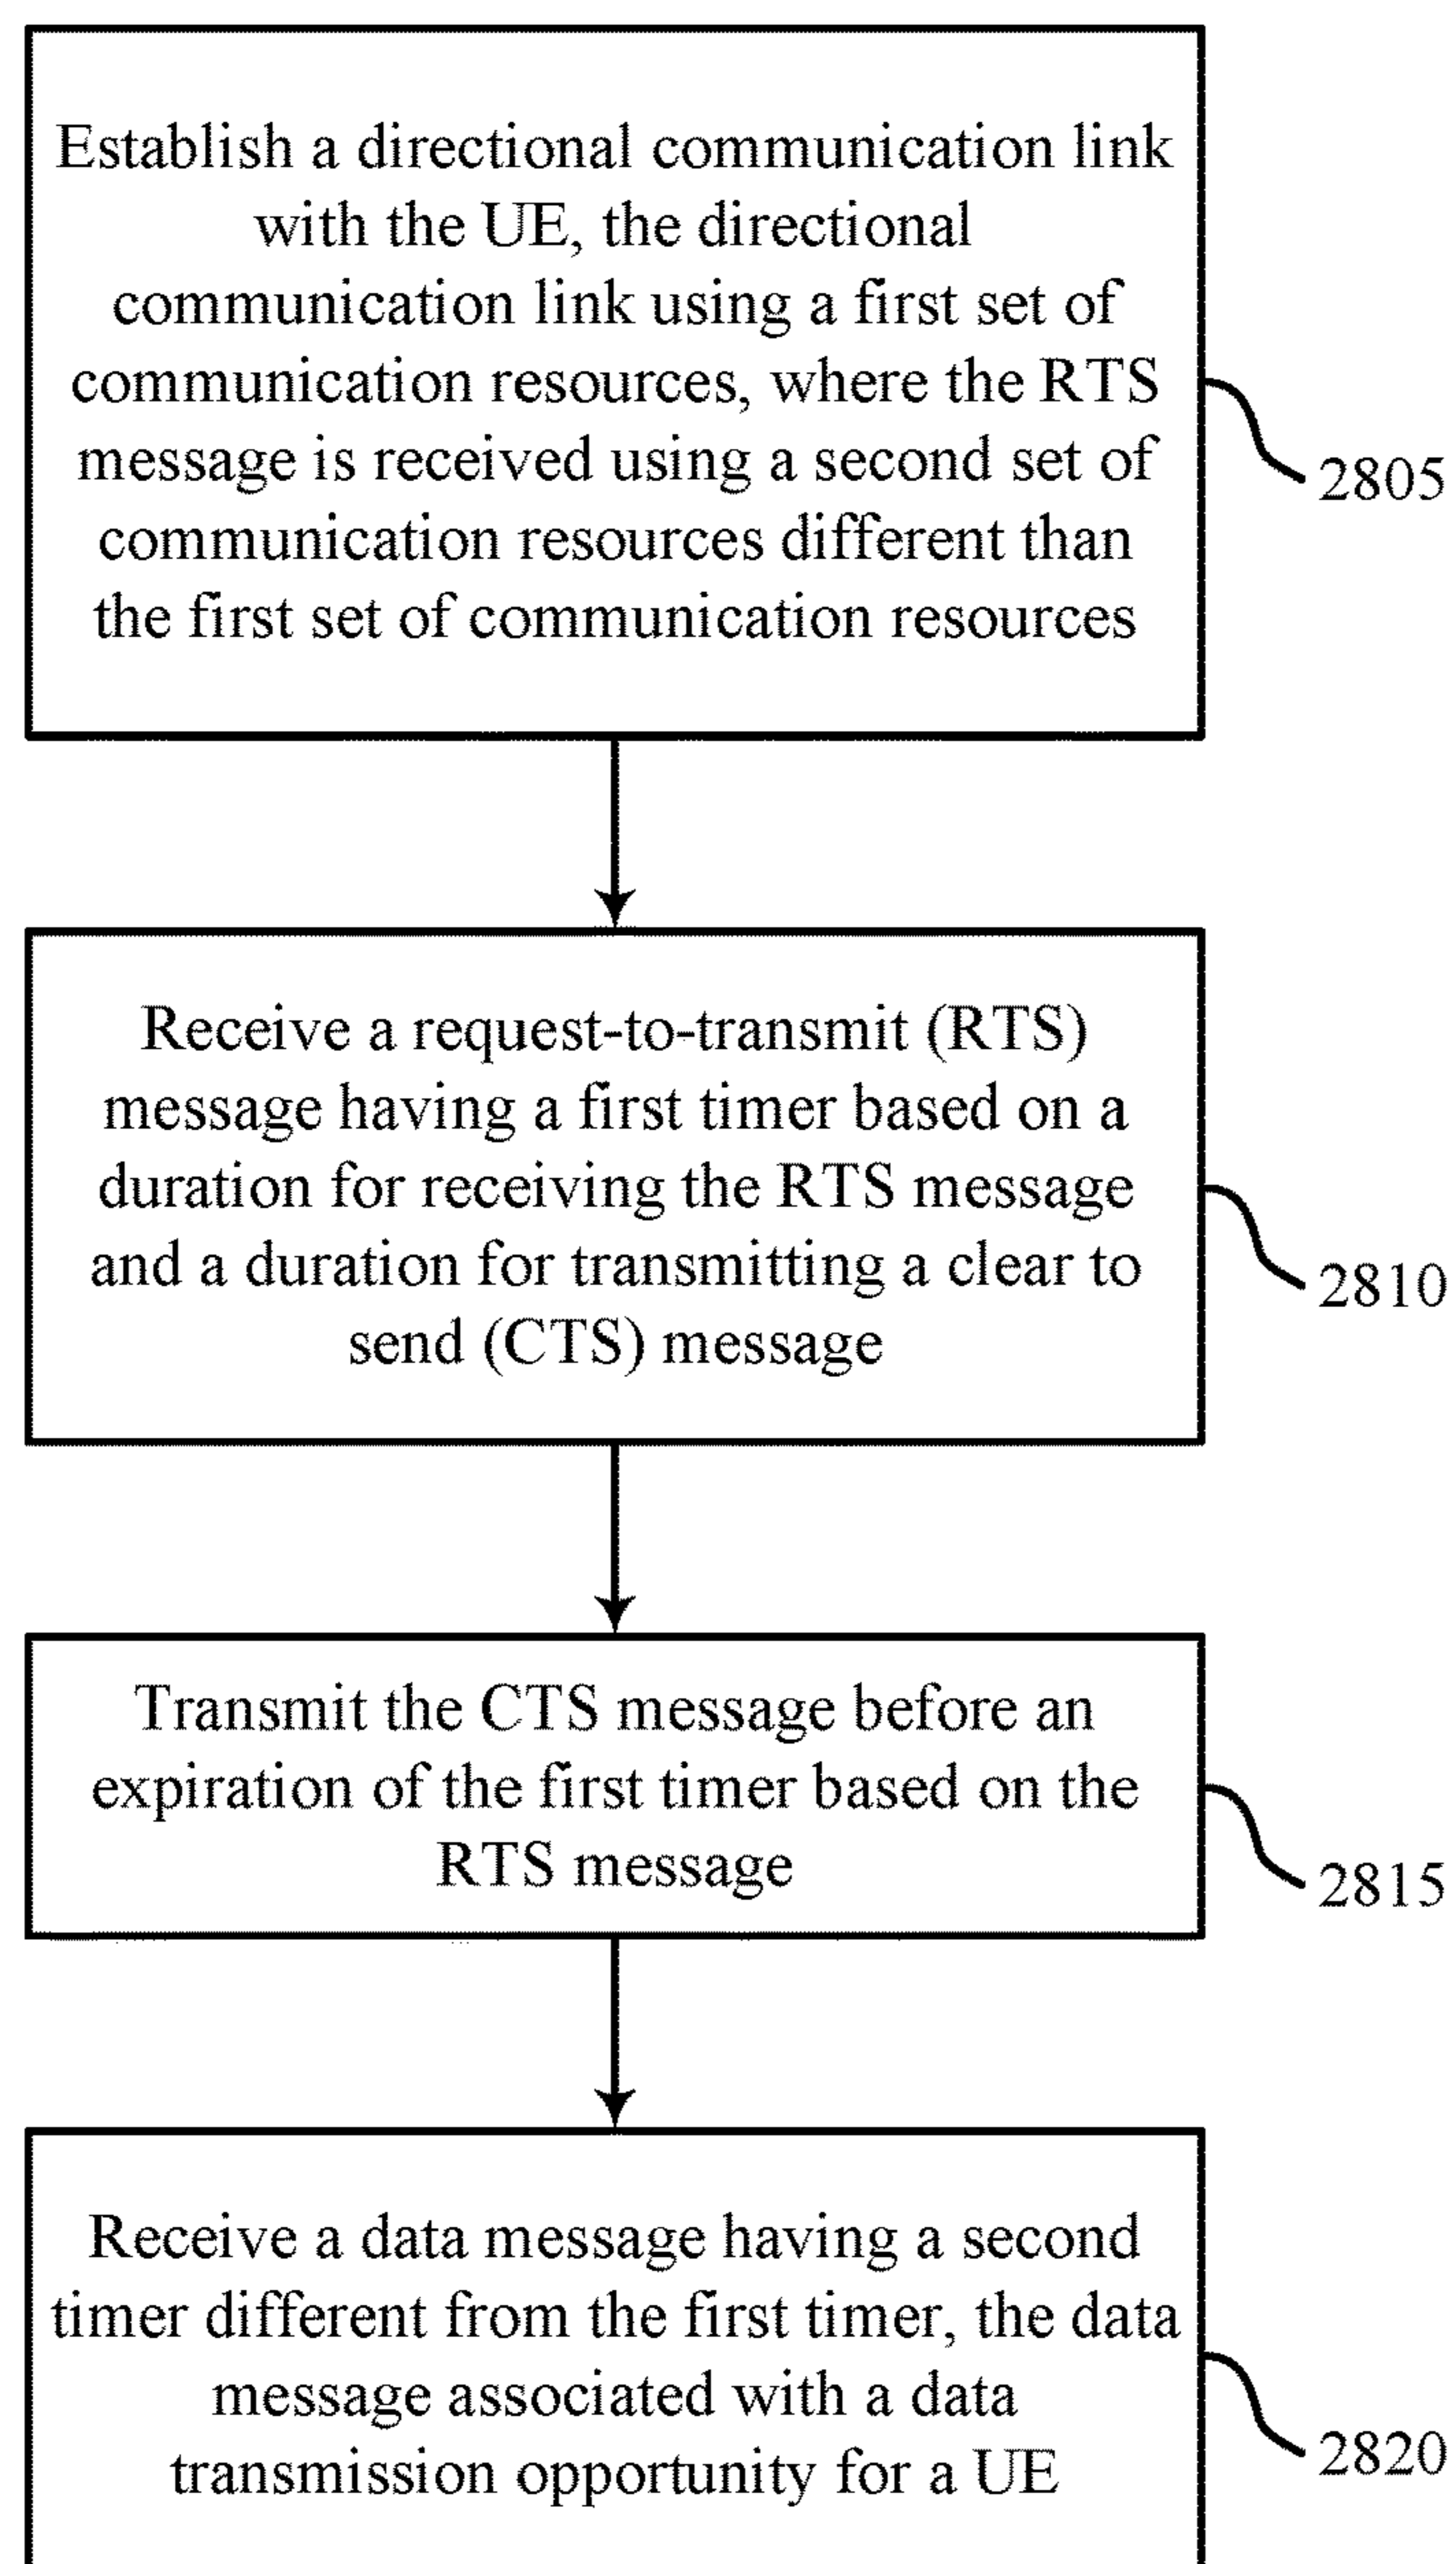 Establish a directional communication link
with the UE, the directional
communication link using a first set of
communication resources, where the RTS
message is received using a second set of
communication resources different than
the first set of communication resources
2805
Receive a request-to-transmit (RTS)
message having a first timer based on a
duration for receiving the RTS message
and a duration for transmitting a clear to
send (CTS) message
2810
Transmit the CTS message before an
expiration of the first timer based on the
RTS message
2815
Receive a data message having a second
timer different from the first timer, the data
message associated with a data
transmission opportunity for a UE
2820